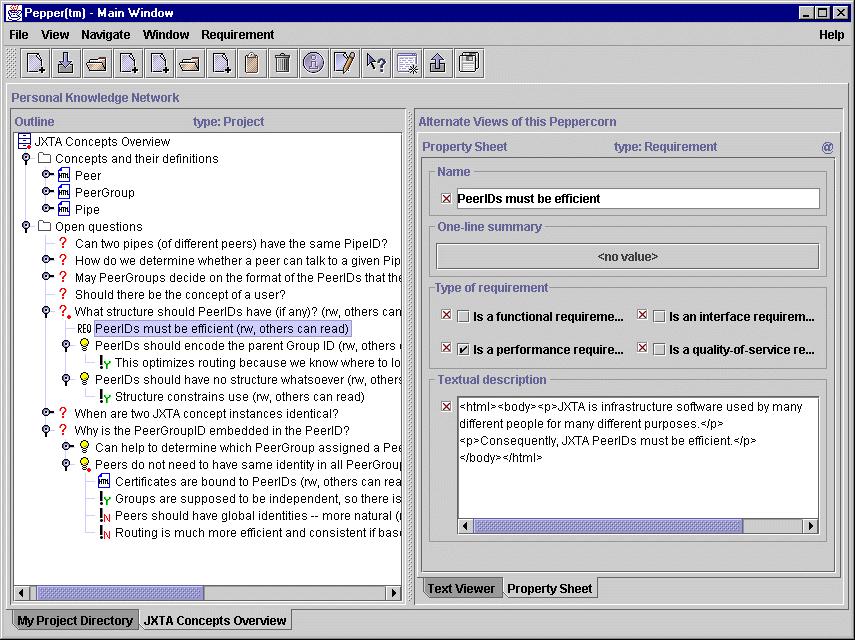 Pepper(tm) - Main Window
File View Navigate Window Requirement Help
Personal Knowledge Network
Outline type: Project
JXTA Concepts Overview
Concepts and their definitions
Peer
PeerGroup
Pipe
Open questions
? Can two pipes (of different peers) have the same PipeID?
? How do we determine whether a peer can talk to a given Pip
? May PeerGroups decide on the format of the PeerIDs that the
? Should there be the concept of a user?
? What structure should PeerIDs have (if any)? (rw, others can
REQ PeerIDs must be efficient (rw, others can read)
PeerIDs should encode the parent Group ID (rw, others
!Y This optimizes routing because we know where to lo
PeerIDs should have no structure whatsoever (rw, others
!Y Structure constrains use (rw, others can read)
? When are two JXTA concept instances identical?
? Why is the PeerGroupID embedded in the PeerID?
Can help to determine which PeerGroup assigned a Pee
Peers do not need to have same identity in all PeerGroup
Certificates are bound to PeerIDs (rw, others can rea
!Y Groups are supposed to be independent, so there is
!N Peers should have global identities -- more natural (r
!N Routing is much more efficient and consistent if base
My Project Directory JXTA Concepts Overview
Alternate Views of this Peppercorn
Property Sheet type: Requirement @
Name
PeerIDs must be efficient
One-line summary
<no value>
Type of requirement
Is a functional requireme... Is an interface requirem...
Is a performance require... Is a quality-of-service re...
Textual description
<html><body><p>JXTA is infrastructure software used by many
different people for many different purposes.</p>
<p>Consequently, JXTA PeerIDs must be efficient.</p>
</body></html>
Text Viewer Property Sheet